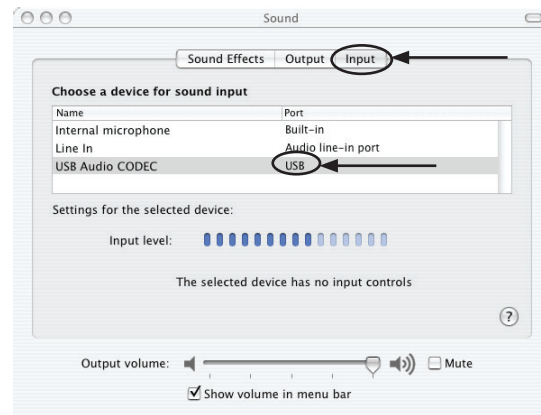 Sound
Sound Effects Output Input
Choose a device for sound input
Name Port
Internal microphone Built-in
Line In Audio line-in port
USB Audio CODEC USB
Settings for the selected device:
Input level:
The selected device has no input controls
?
Output volume: Mute
Show volume in menu bar